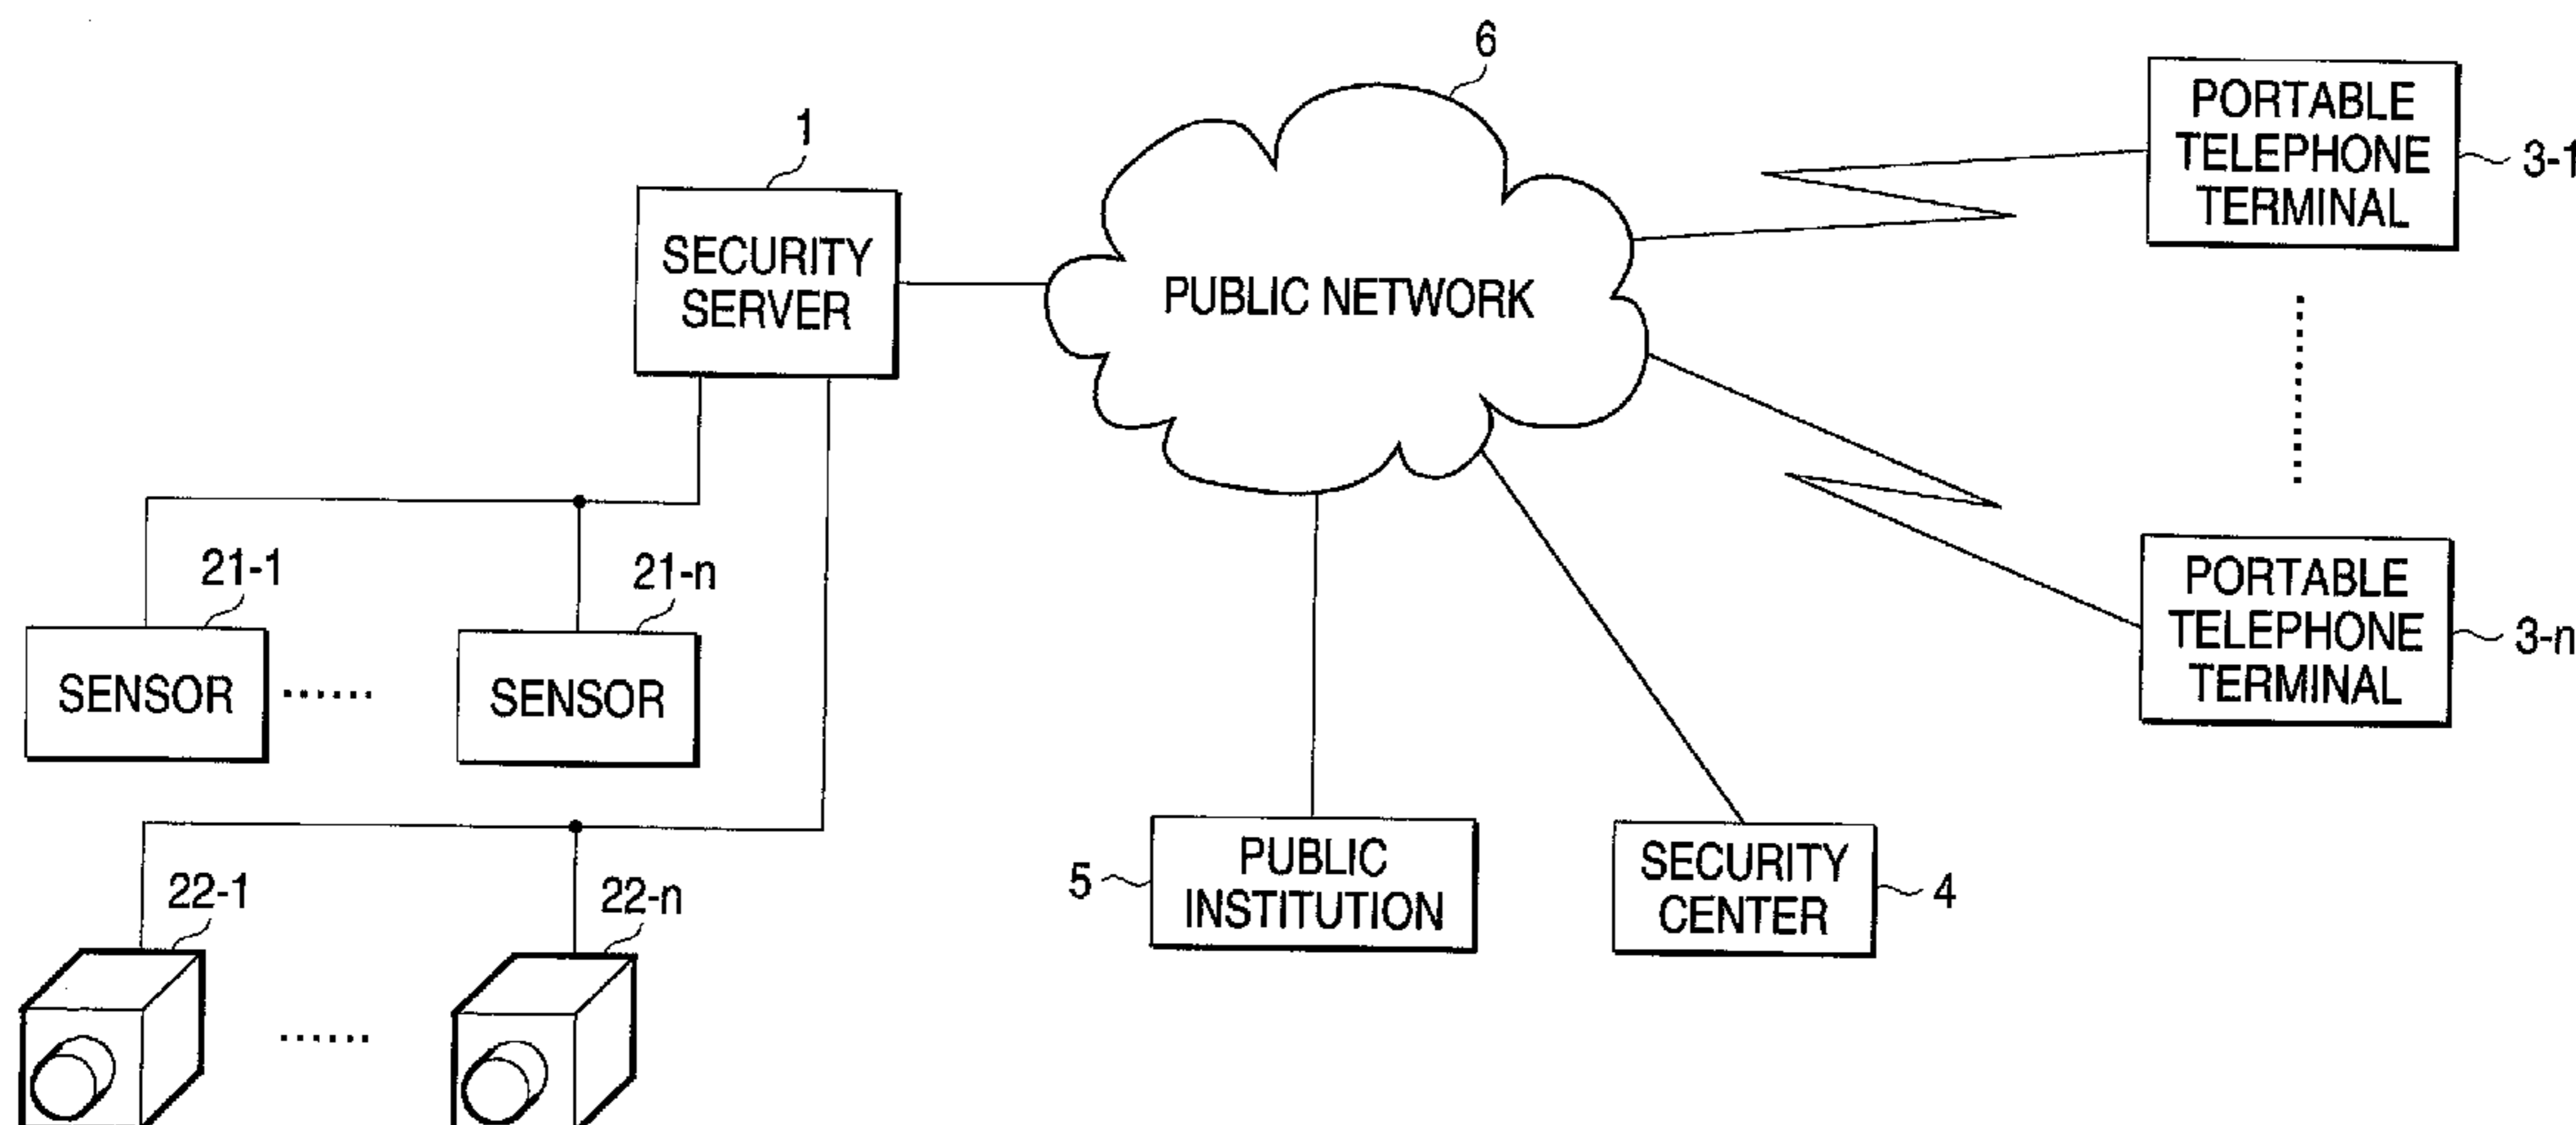 6
1
PORTABLE
TELEPHONE
TERMINAL
3-1
SECURITY
SERVER
PUBLIC NETWORK
21-1
21-n
PORTABLE
TELEPHONE
TERMINAL
3-n
SENSOR
SENSOR
5
PUBLIC
INSTITUTION
SECURITY
CENTER
4
22-1
22-n